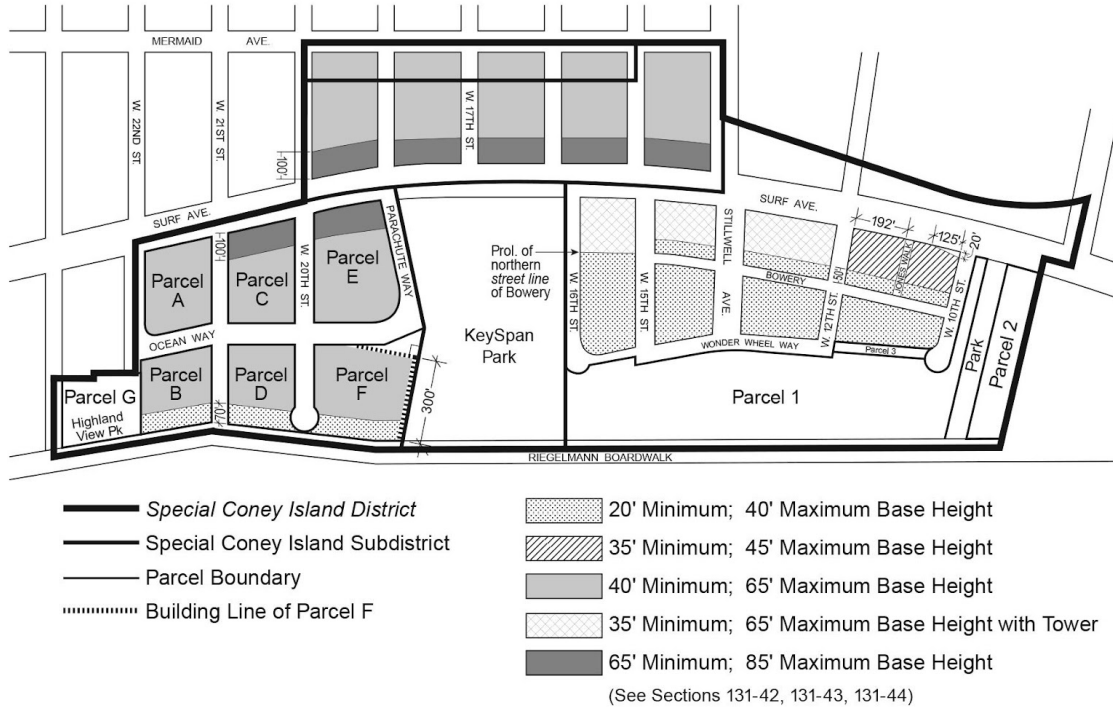 MERMAID AVE.
W. 22ND ST.
W. 21ST ST.
W. 17TH ST.
100'
SURF AVE.
SURF AVE.
192'
125'
20'
100'
Parcel
A
Parcel
C
Parcel
E
W. 20TH ST.
PARACHUTE WAY
Prol. of
northern
street line
of Bowery
W. 16TH ST.
W. 15TH ST.
STILLWELL
AVE.
BOWERY
50'
W. 12TH ST.
JONES WALK
W. 10TH ST.
OCEAN WAY
KeySpan
Park
WONDER WHEEL WAY
Parcel 3
Park
Parcel 2
Parcel G
Highland
View Pk
Parcel
B
70'
Parcel
D
Parcel
F
300'
Parcel 1
RIEGELMANN BOARDWALK
Special Coney Island District
Special Coney Island Subdistrict
Parcel Boundary
Building Line of Parcel F
20' Minimum; 40' Maximum Base Height
35' Minimum; 45' Maximum Base Height
40' Minimum; 65' Maximum Base Height
35' Minimum; 65' Maximum Base Height with Tower
65' Minimum; 85' Maximum Base Height
(See Sections 131-42, 131-43, 131-44)